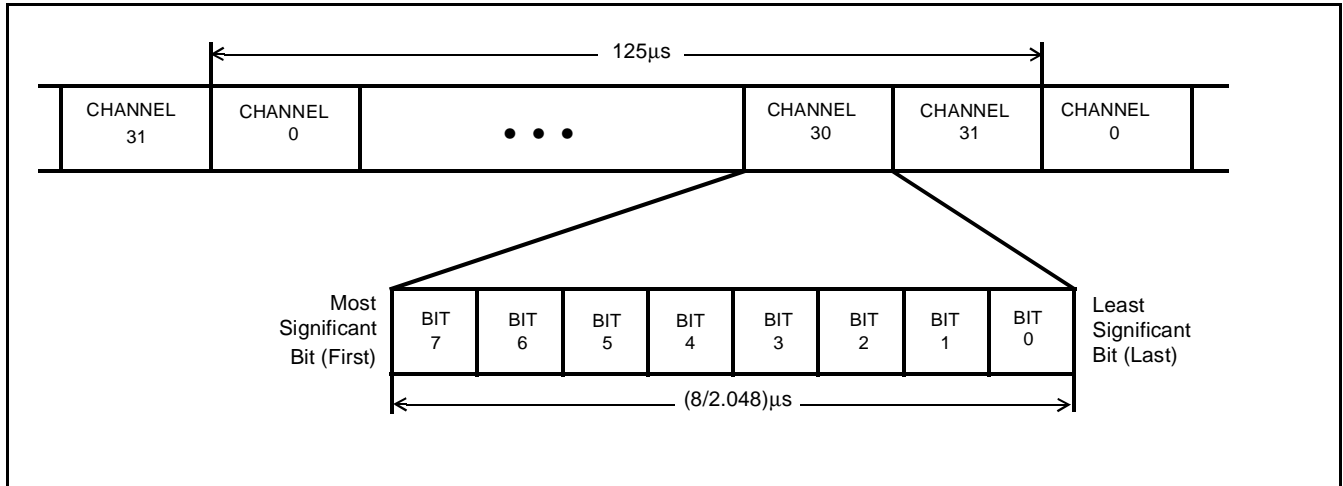 125μs
CHANNEL 31
CHANNEL 0
• • •
CHANNEL 30
CHANNEL 31
CHANNEL 0
Most
Significant
Bit (First)
BIT 7
BIT 6
BIT 5
BIT 4
BIT 3
BIT 2
BIT 1
BIT 0
Least
Significant
Bit (Last)
(8/2.048)μs